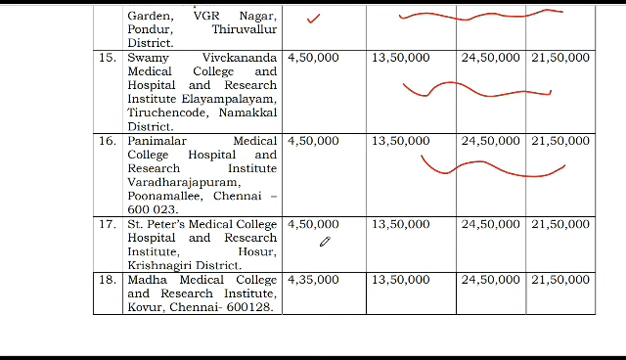 Garden, VGR Nagar,
Pondur, Thiruvallur
District.
15. Swamy Vivekananda 4,50,000 13,50,000 24,50,000 21,50,000
Medical College and
Hospital and Research
Institute Elayampalayam,
Tiruchencode, Namakkal
District.
16. Panimalar Medical 4,50,000 13,50,000 24,50,000 21,50,000
College Hospital and
Research Institute
Varadharajapuram,
Poonamallee, Chennai –
600 023.
17. St. Peter's Medical College 4,50,000 13,50,000 24,50,000 21,50,000
Hospital and Research
Institute, Hosur,
Krishnagiri District.
18. Madha Medical College 4,35,000 13,50,000 24,50,000 21,50,000
and Research Institute,
Kovur, Chennai- 600128.